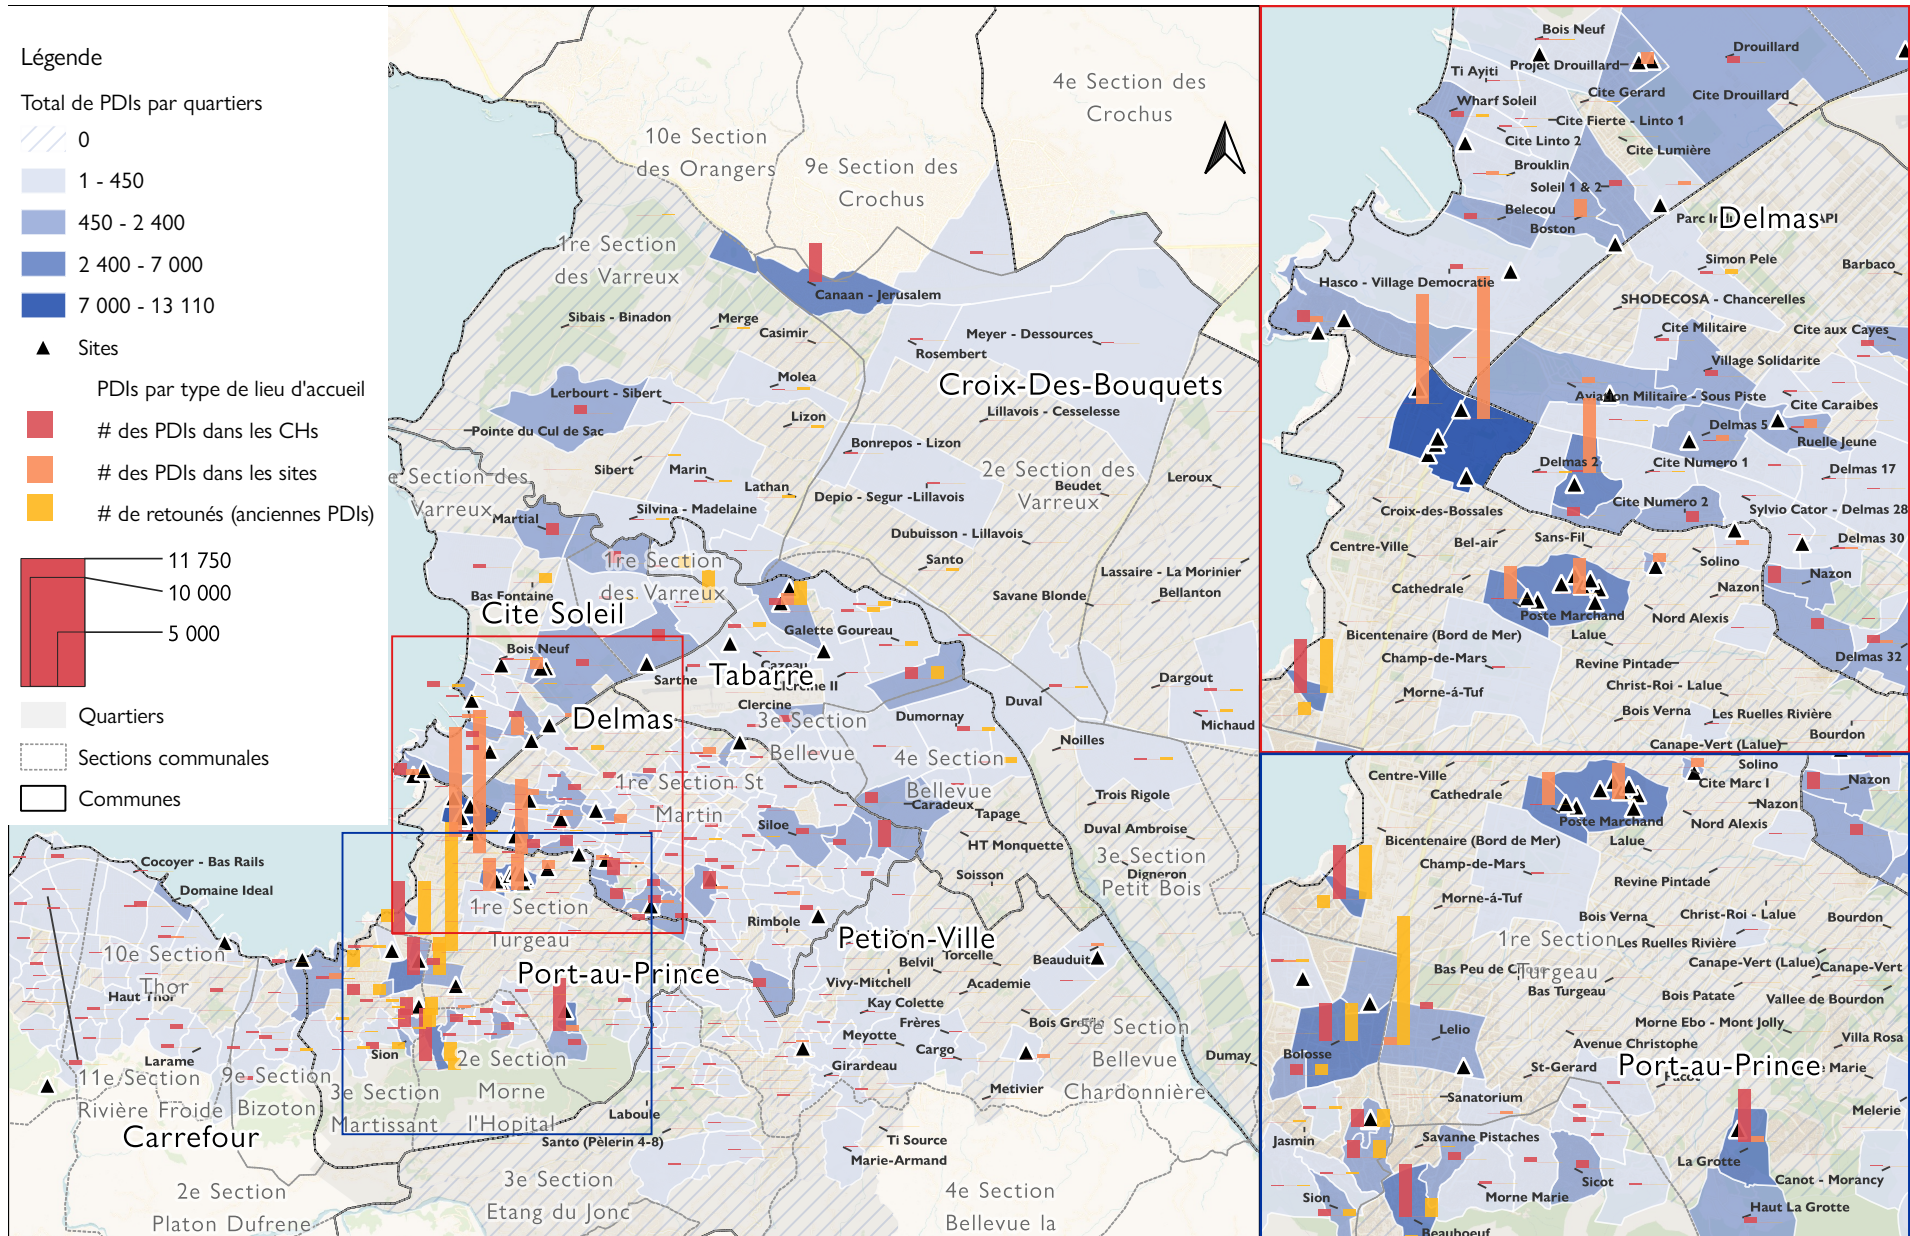 Légende
Total de PDIs par quartiers
0
1 - 450
450 - 2 400
2 400 - 7 000
7 000 - 13 110
Sites
PDIs par type de lieu d'accueil
# des PDIs dans les CHs
# des PDIs dans les sites
# de retounés (anciennes PDIs)
11 750
10 000
5 000
Quartiers
Sections communales
Communes
4e Section des
Crochus
10e Section
des Orangers
9e Section des
Crochus
1re Section
des Varreux
Canaan - Jerusalem
Sibais - Binadon
Merge
Casimir
Meyer - Dessources
Rosembert
Molea
Croix-Des-Bouquets
Lerbourt - Sibert
Lizon
Lillavois - Cesselesse
Pointe du Cul de Sac
Bonrepos - Lizon
Sibert
Marin
2e Section des
Varreux
e Section des
Varreux
Lathan
Beudet
Leroux
Depio - Segur -Lillavois
Martial
Silvina - Madelaine
Dubuisson - Lillavois
1re Section
des Varreux
Santo
Lassaire - La Morinier
Bellanton
Bas Fontaine
Savane Blonde
Cite Soleil
Galette Goureau
Bois Neuf
Cazeau
Tabarre
Sarthe
Clercine II
Dargout
Clercine
Duval
Delmas
3e Section
Bellevue
Dumornay
Michaud
Noilles
4e Section
Bellevue
1re Section St
Martin
Caradeux
Trois Rigole
Tapage
Siloe
Duval Ambroise
HT Monquette
3e Section
Petit Bois
Digneron
Soisson
Cocoyer - Bas Rails
Domaine Ideal
1re Section
Turgeau
Rimbole
Petion-Ville
10e Section
Thor
Haut Thor
Port-au-Prince
Torcelle
Belvil
Beauduit
Vivy-Mitchell
Academie
Kay Colette
Frères
Bois Greffin
5e Section
Bellevue
Chardonnière
Meyotte
Cargo
Dumay
Larame
Sion
2e Section
Morne
l'Hopital
Girardeau
Metivier
11e Section
Rivière Froide
9e Section
Bizoton
3e Section
Martissant
Laboule
Carrefour
Santo (Pèlerin 4-8)
Ti Source
Marie-Armand
2e Section
Platon Dufrene
3e Section
Etang du Jonc
4e Section
Bellevue la
Bois Neuf
Drouillard
Ti Ayiti
Projet Drouillard
Wharf Soleil
Cite Gerard
Cite Drouillard
Cite Fierte - Linto 1
Cite Linto 2
Cite Lumière
Brouklin
Soleil 1 & 2
Belecou
Boston
Delmas
Simon Pele
Barbaco
Hasco - Village Democratie
SHODECOSA - Chancerelles
Cite Militaire
Cite aux Cayes
Village Solidarite
Aviation Militaire - Sous Piste
Cite Caraibes
Delmas 5
Ruelle Jeune
Delmas 2
Cite Numero 1
Delmas 17
Cite Numero 2
Croix-des-Bossales
Sylvio Cator - Delmas 28
Centre-Ville
Bel-air
Sans-Fil
Solino
Delmas 30
Nazon
Cathedrale
Nazon
Poste Marchand
Nord Alexis
Bicentenaire (Bord de Mer)
Lalue
Champ-de-Mars
Revine Pintade
Delmas 32
Morne-á-Tuf
Christ-Roi - Lalue
Bois Verna
Les Ruelles Rivière
Bourdon
Canape-Vert (Lalue)
Centre-Ville
Solino
Cathedrale
Cite Marc I
Nazon
Nazon
Poste Marchand
Nord Alexis
Bicentenaire (Bord de Mer)
Lalue
Champ-de-Mars
Revine Pintade
Morne-á-Tuf
Bois Verna
Christ-Roi - Lalue
Bourdon
1re Section
Turgeau
Les Ruelles Rivière
Canape-Vert (Lalue)
Canape-Vert
Bas Turgeau
Bois Patate
Vallee de Bourdon
Lelio
Morne Ebo - Mont Jolly
Villa Rosa
Avenue Christophe
Bolosse
St-Gerard
Port-au-Prince
Pacot
e Marie
Sanatorium
Melerie
Jasmin
Savanne Pistaches
La Grotte
Sion
Sicot
Canot - Morancy
Morne Marie
Haut La Grotte
Beauboeuf